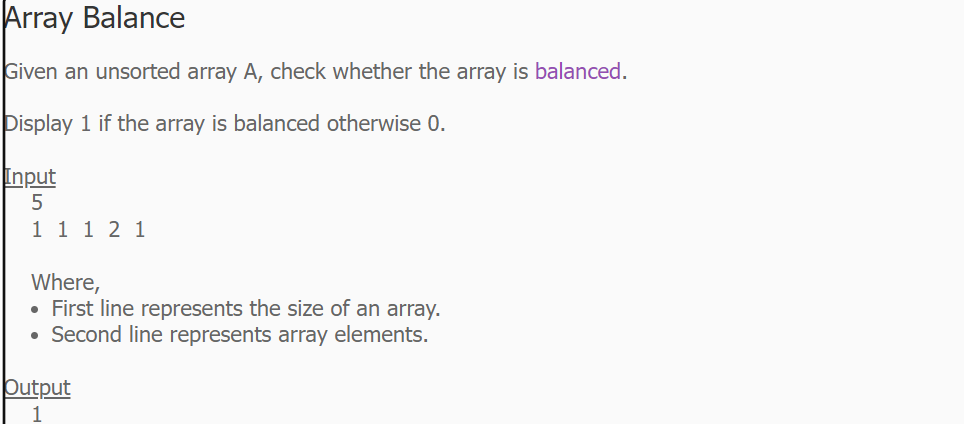 Array Balance
Given an unsorted array A, check whether the array is balanced.
Display 1 if the array is balanced otherwise 0.
Input
5
1 1 1 2 1
Where,
• First line represents the size of an array.
• Second line represents array elements.
Output
1